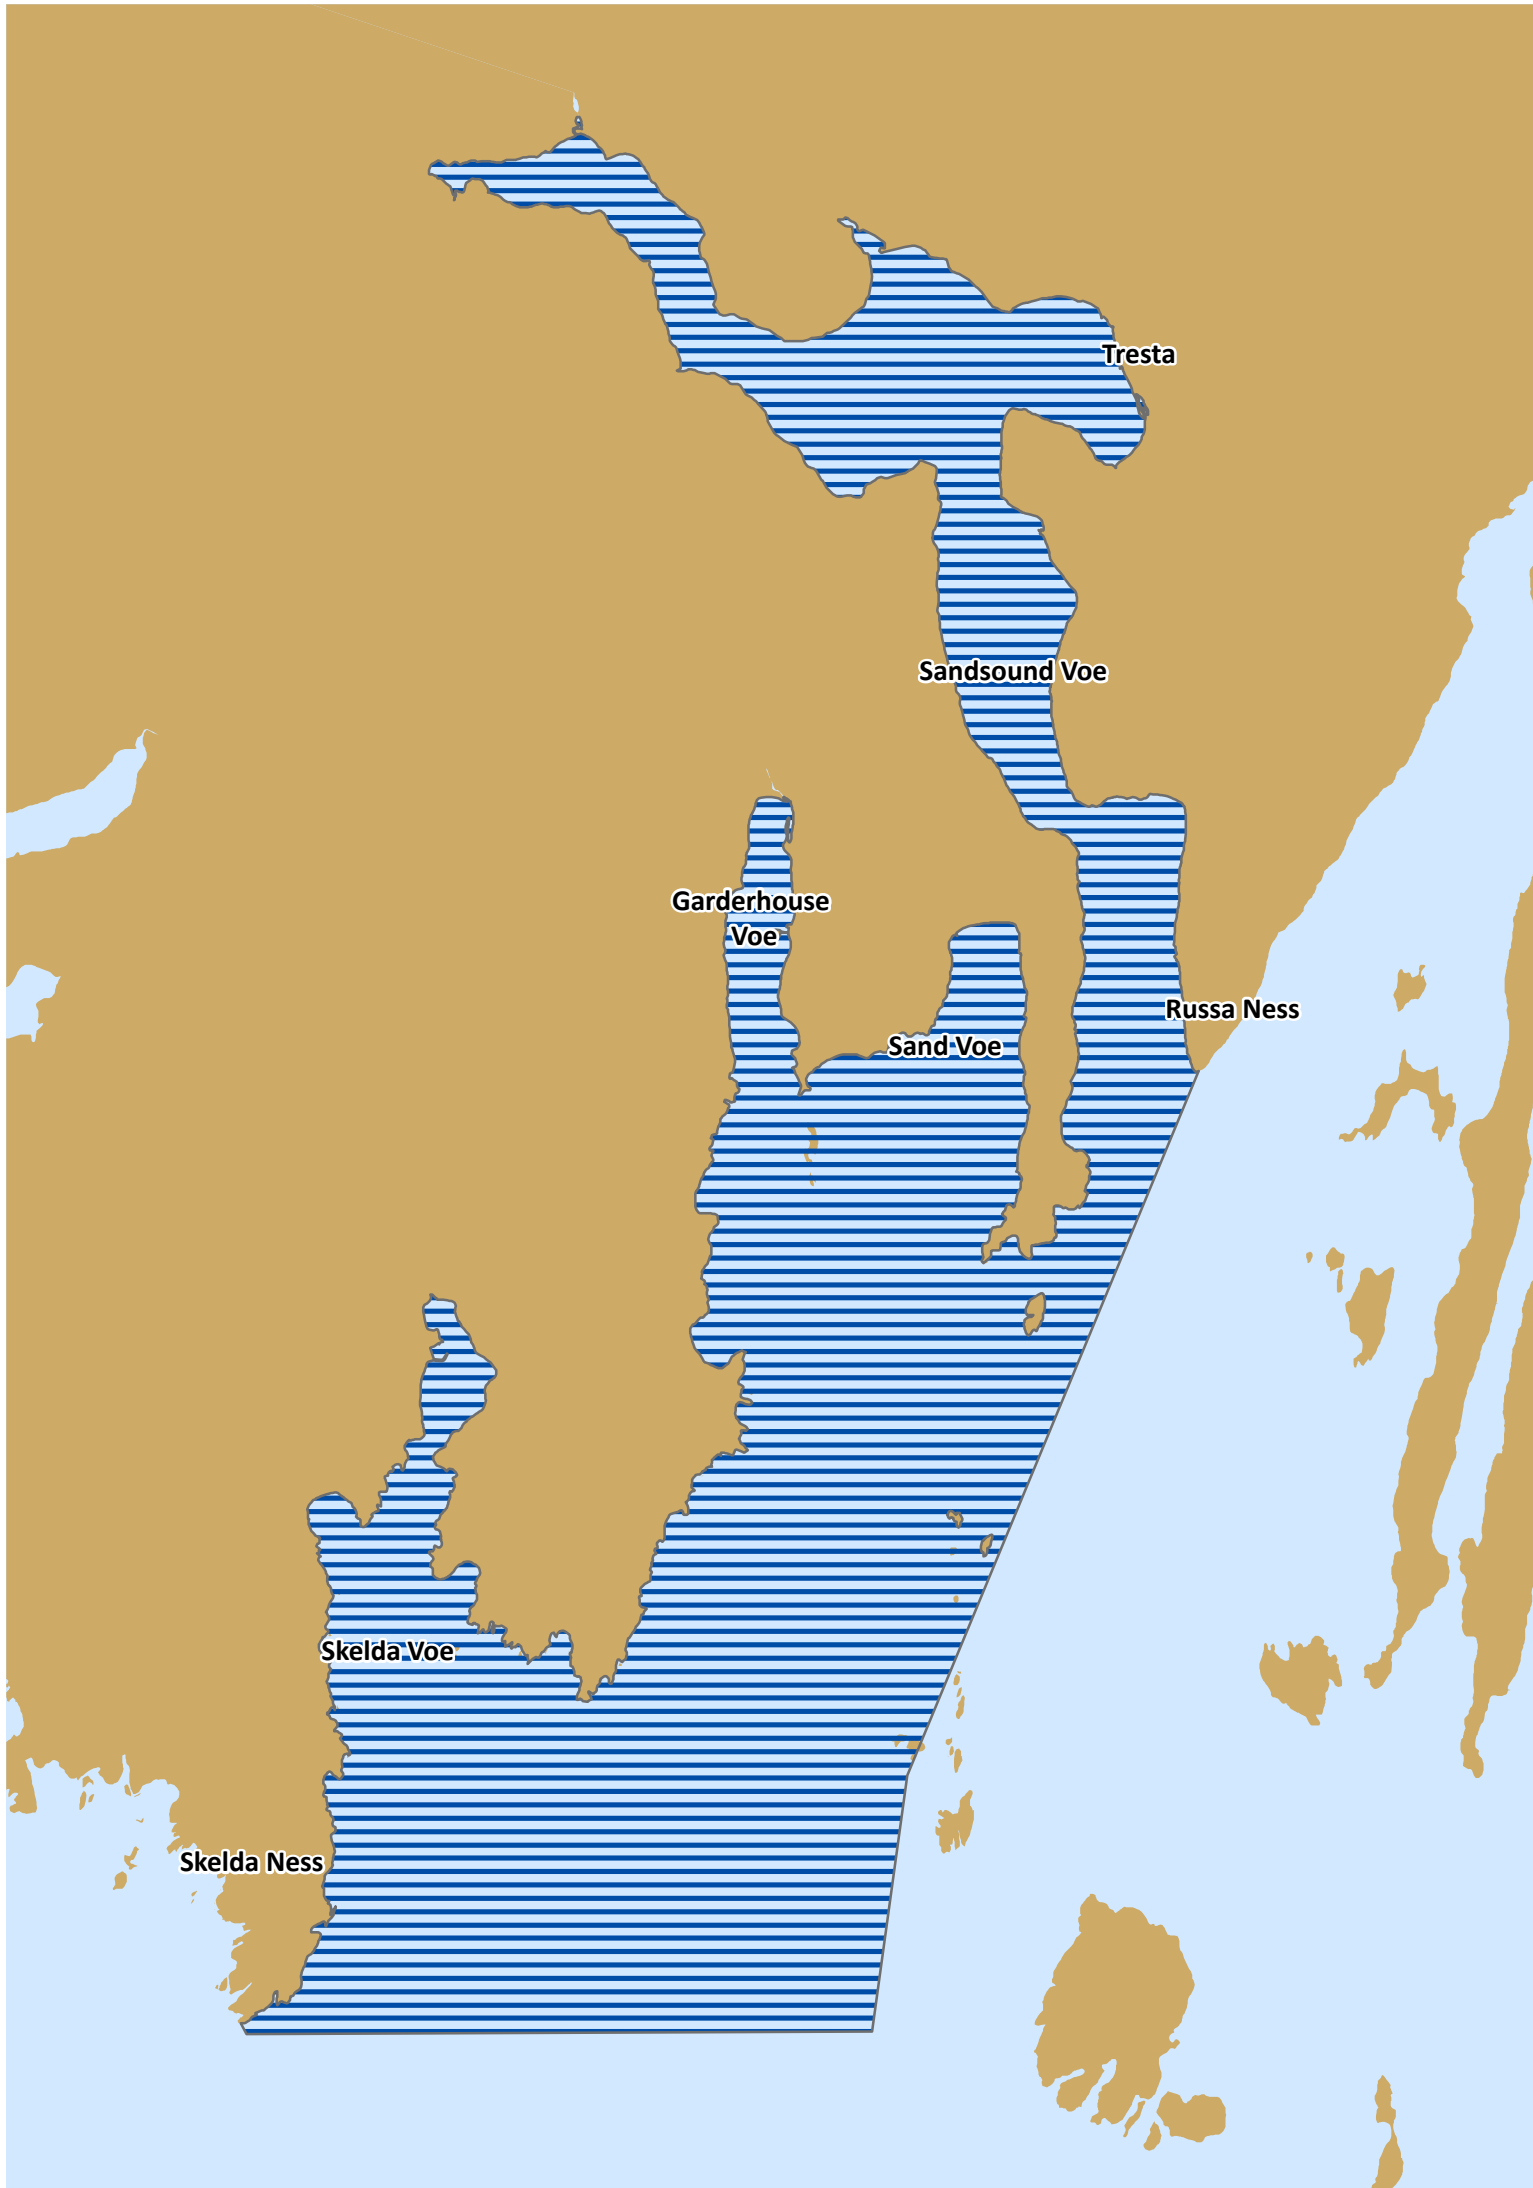 Tresta
Sandsound Voe
Garderhouse
Voe
Russa Ness
Sand Voe
Skelda Voe
Skelda Ness